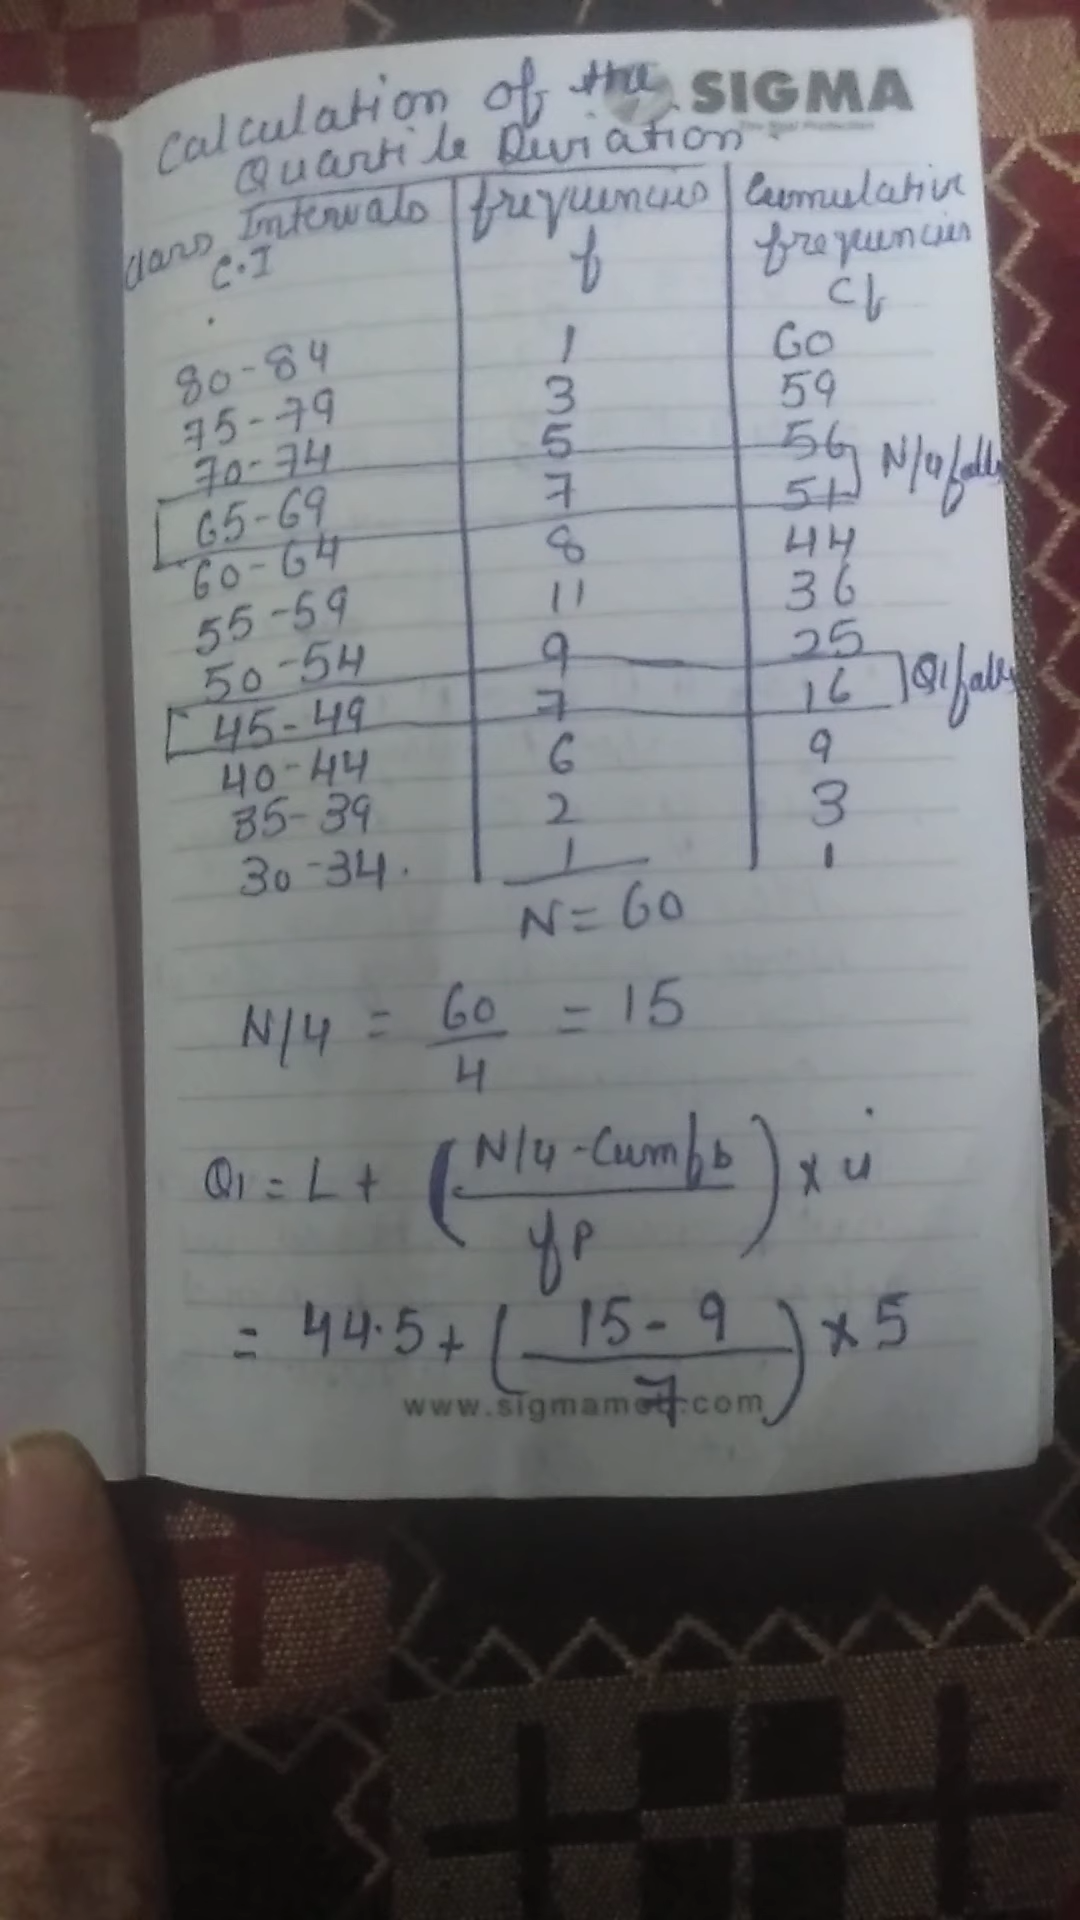 SIGMA
Calculation of the
Quartile Deviation
Class Intervals | frequencies | Cumulative
C.I f frequencies
Cf
80-84 1 60
75-79 3 59
70-74 5 56
65-69 7 51 N/4 falls
60-64 8 44
55-59 11 36
50-54 9 25
45-49 7 16 Q1 falls
40-44 6 9
35-39 2 3
30-34. 1 1
N = 60
N/4 = 60/4 = 15
Q1 = L + (N/4 - Cumfb / fp) × i
= 44.5 + (15 - 9 / 7) × 5